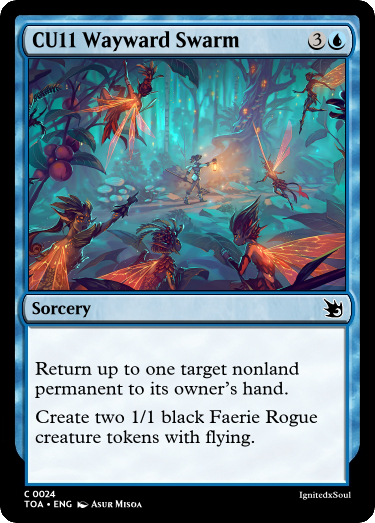 CU11 Wayward Swarm 3
Sorcery
Return up to one target nonland
permanent to its owner's hand.
Create two 1/1 black Faerie Rogue
creature tokens with flying.
C 0024
TOA • ENG Asur Misoa
IgnitedxSoul